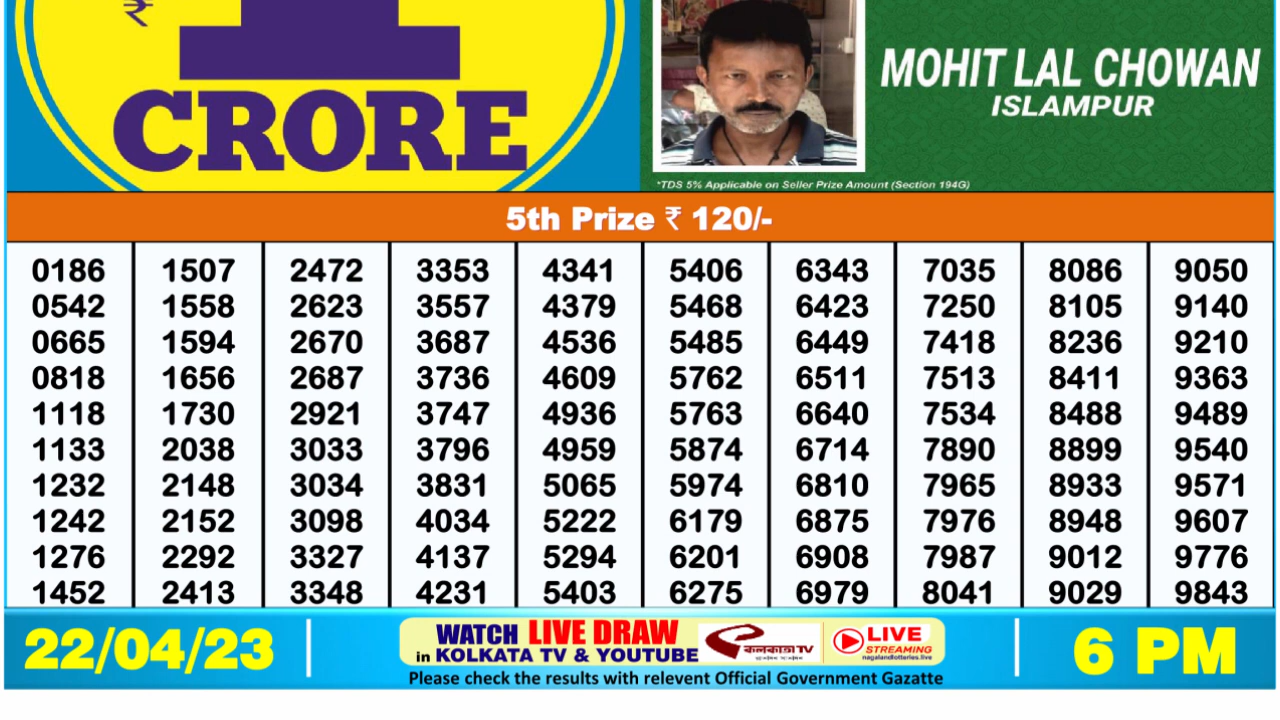 ₹
CRORE
MOHIT LAL CHOWAN
ISLAMPUR
*TDS 5% Applicable on Seller Prize Amount (Section 194G)
5th Prize ₹ 120/-
0186 1507 2472 3353 4341 5406 6343 7035 8086 9050
0542 1558 2623 3557 4379 5468 6423 7250 8105 9140
0665 1594 2670 3687 4536 5485 6449 7418 8236 9210
0818 1656 2687 3736 4609 5762 6511 7513 8411 9363
1118 1730 2921 3747 4936 5763 6640 7534 8488 9489
1133 2038 3033 3796 4959 5874 6714 7890 8899 9540
1232 2148 3034 3831 5065 5974 6810 7965 8933 9571
1242 2152 3098 4034 5222 6179 6875 7976 8948 9607
1276 2292 3327 4137 5294 6201 6908 7987 9012 9776
1452 2413 3348 4231 5403 6275 6979 8041 9029 9843
22/04/23
WATCH LIVE DRAW
in KOLKATA TV & YOUTUBE
কলকাতা TV
LIVE
STREAMING
nagalandlotteries.live
Please check the results with relevent Official Government Gazatte
6 PM